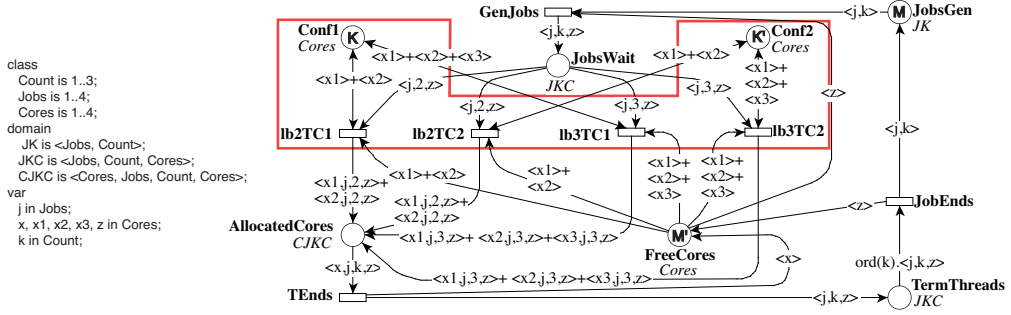 class
Count is 1..3;
Jobs is 1..4;
Cores is 1..4;
domain
JK is <Jobs, Count>;
JKC is <Jobs, Count, Cores>;
CJKC is <Cores, Jobs, Count, Cores>;
var
j in Jobs;
x, x1, x2, x3, z in Cores;
k in Count;
GenJobs
<j,k,z>
<j,k>
M
JobsGen
JK
Conf1
Cores
K
<x1>+<x2>+<x3>
JobsWait
JKC
<x1>+<x2>
K'
Conf2
Cores
<x1>+<x2>
<j,2,z>
<j,2,z>
<j,3,z>
<j,3,z>
<x1>+
<x2>+
<x3>
<z>
<j,k>
lb2TC1
lb2TC2
lb3TC1
lb3TC2
<x1,j,2,z>+
<x2,j,2,z>
<x1>+<x2>
<x1,j,2,z>+
<x2,j,2,z>
<x1>+
<x2>
<x1>+
<x2>+
<x3>
<x1>+
<x2>+
<x3>
AllocatedCores
CJKC
<x1,j,3,z>+ <x2,j,3,z>+<x3,j,3,z>
M'
FreeCores
Cores
<z>
JobEnds
<x,j,k,z>
<x1,j,3,z>+ <x2,j,3,z>+<x3,j,3,z>
<x>
ord(k).<j,k,z>
TEnds
<j,k,z>
TermThreads
JKC